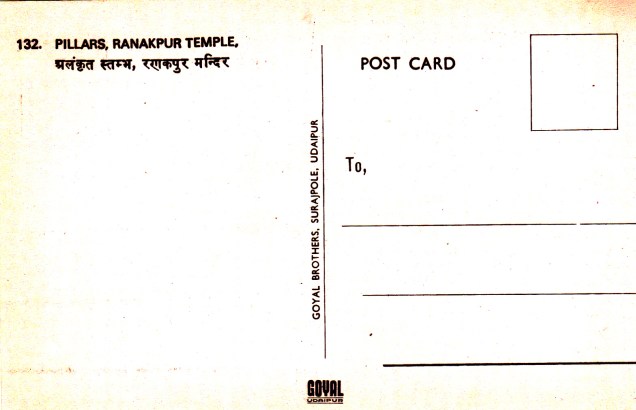 132. PILLARS, RANAKPUR TEMPLE,
अलंकृत स्तम्भ, रणकपुर मन्दिर
POST CARD
To,
GOYAL BROTHERS, SURAJPOLE, UDAIPUR
GOYAL
UDAIPUR